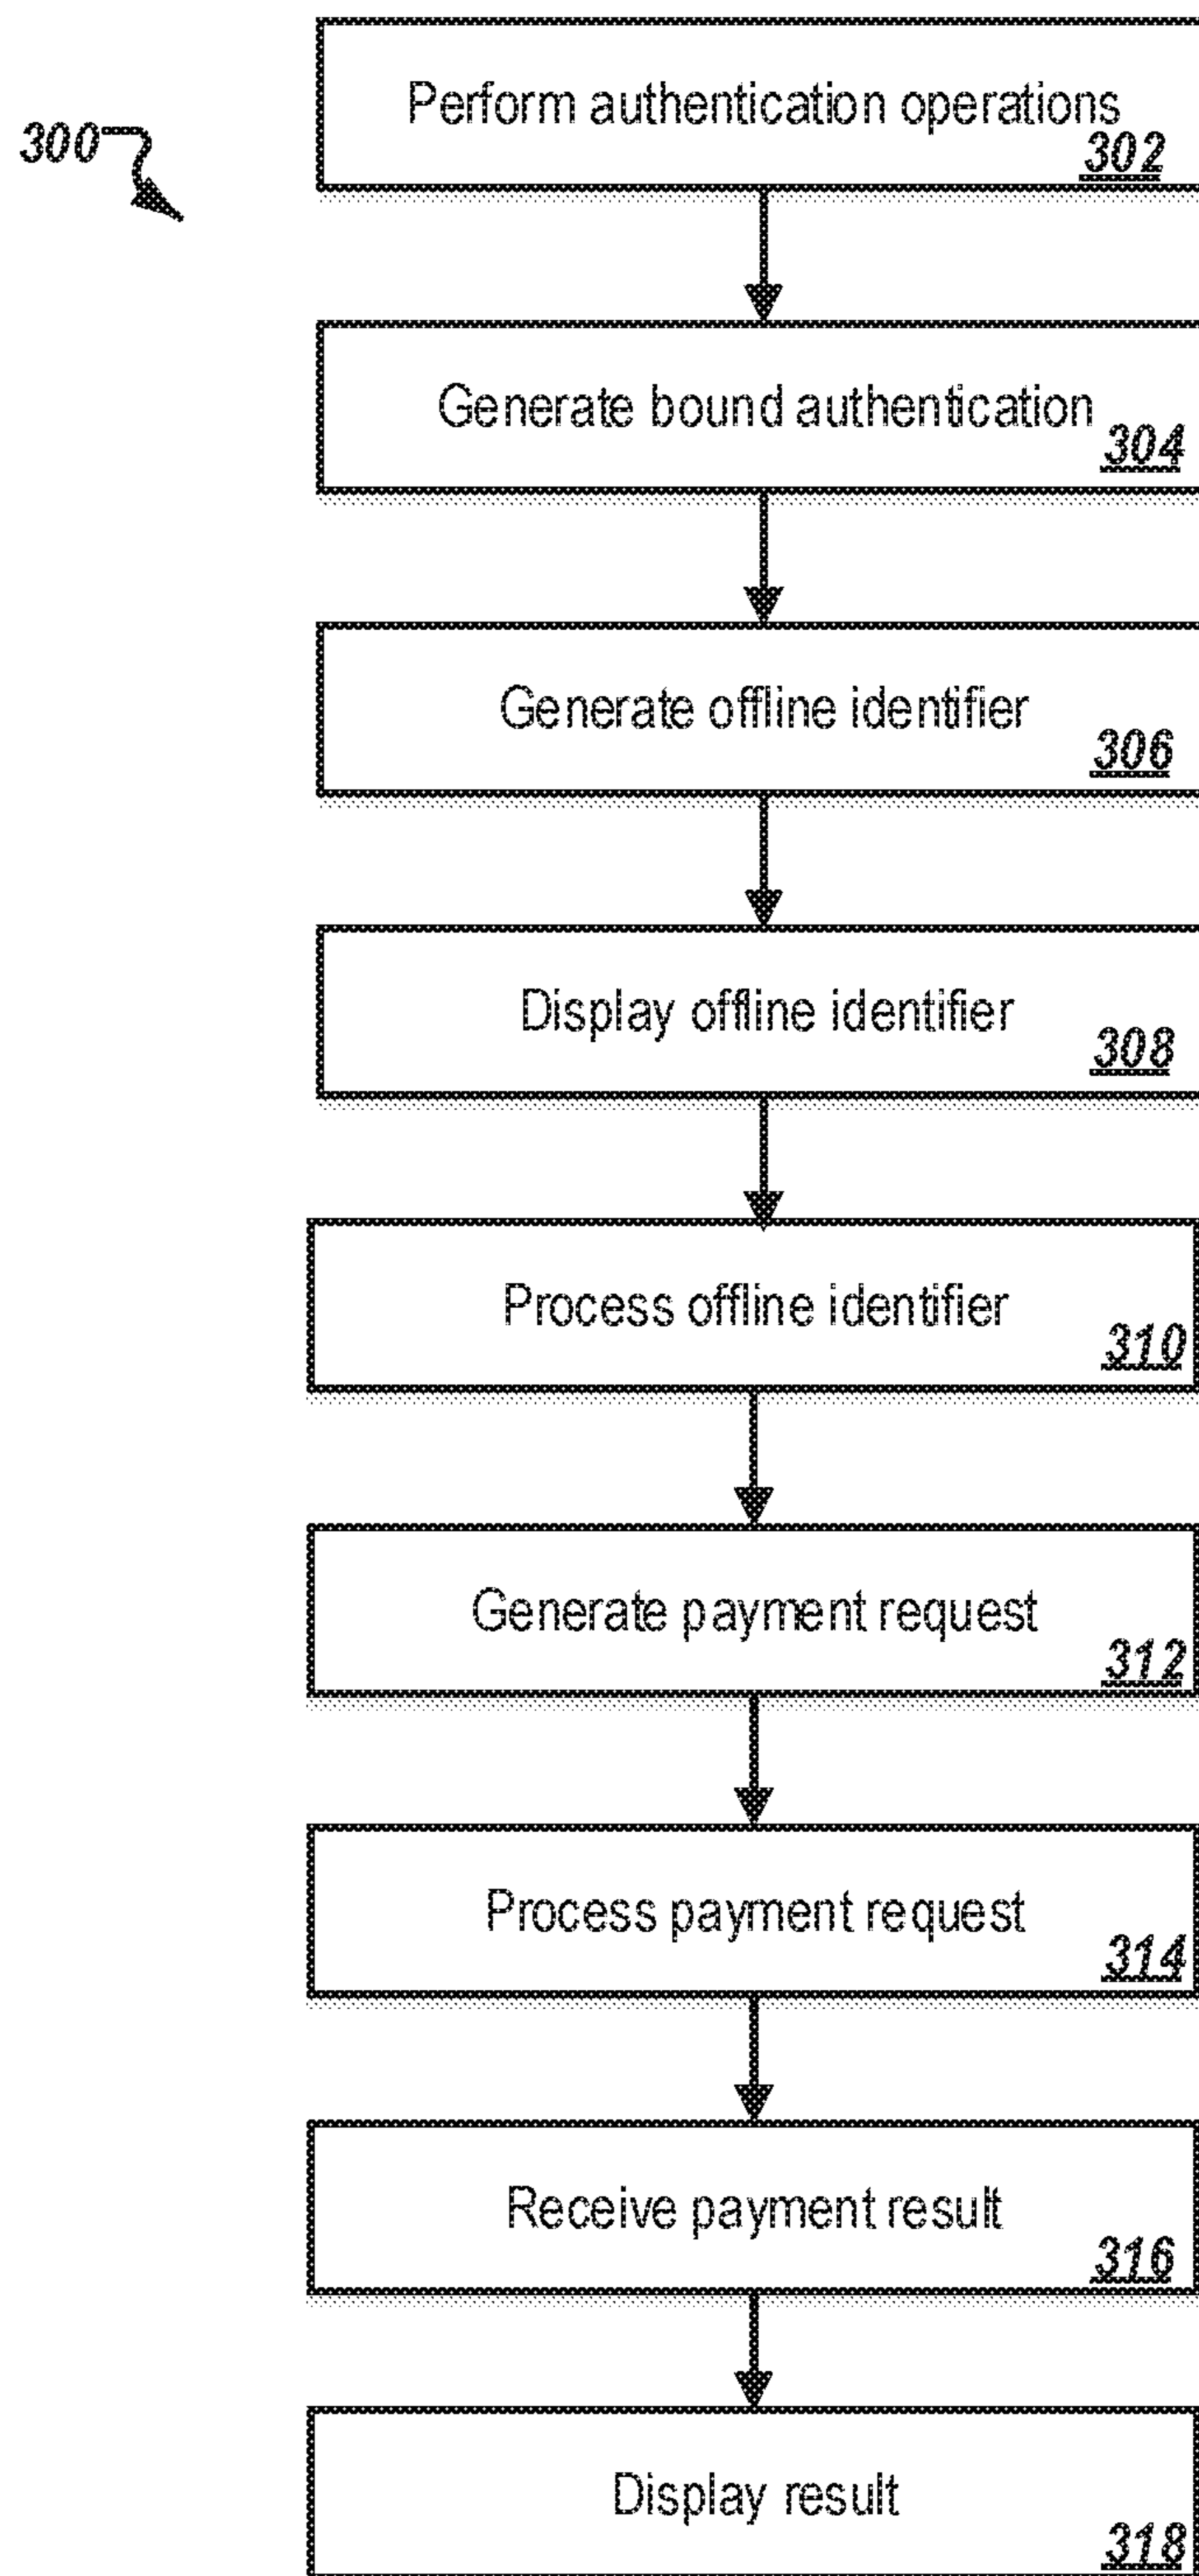 300
Perform authentication operations
302
Generate bound authentication
304
Generate offline identifier
306
Display offline identifier
308
Process offline identifier
310
Generate payment request
312
Process payment request
314
Receive payment result
316
Display result
318